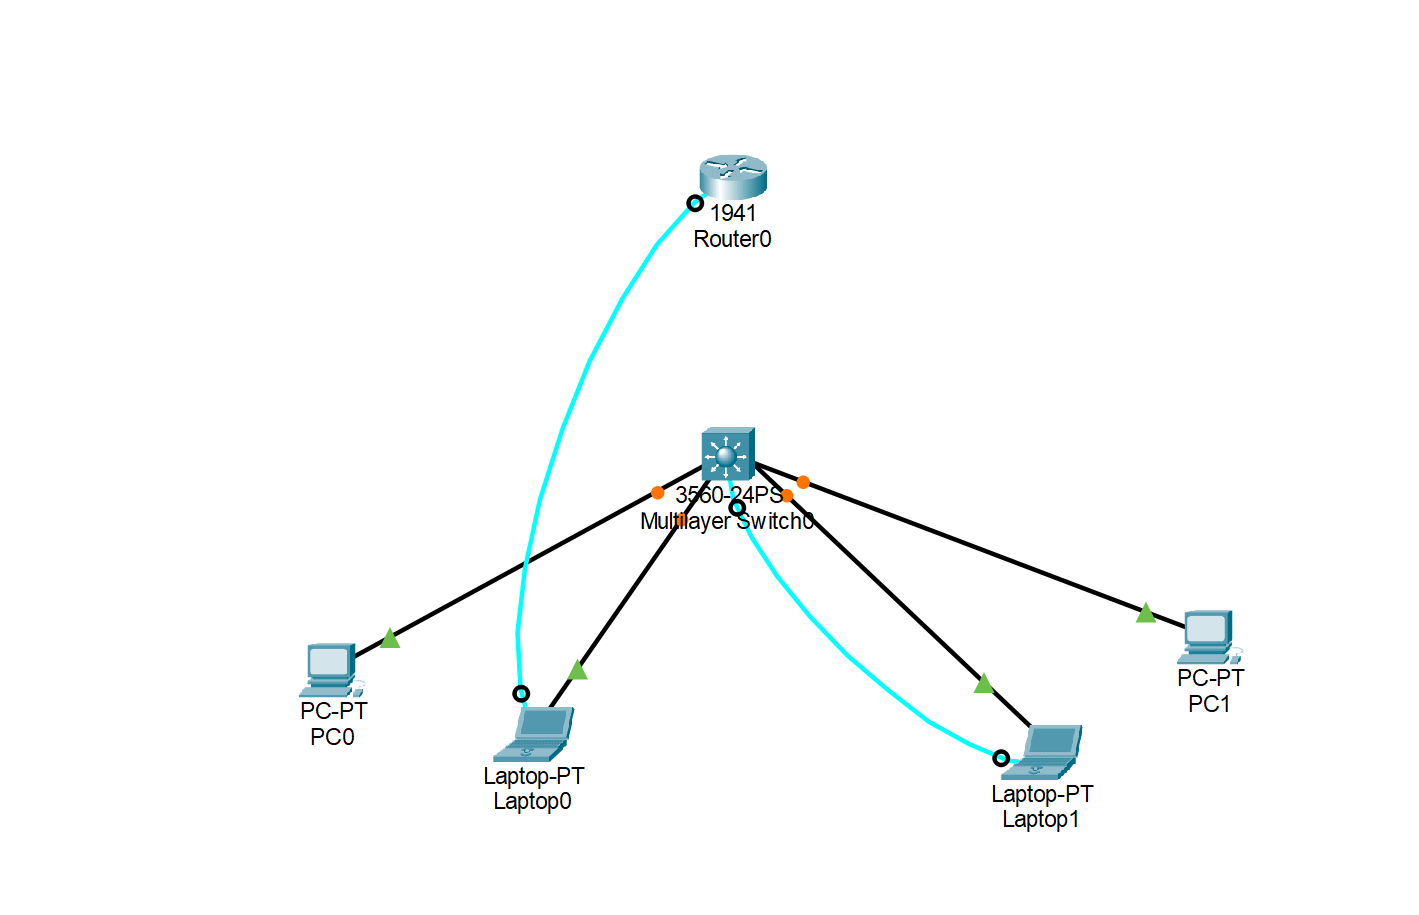 1941
Router0
3560-24PS
Multilayer Switch0
PC-PT
PC0
Laptop-PT
Laptop0
Laptop-PT
Laptop1
PC-PT
PC1